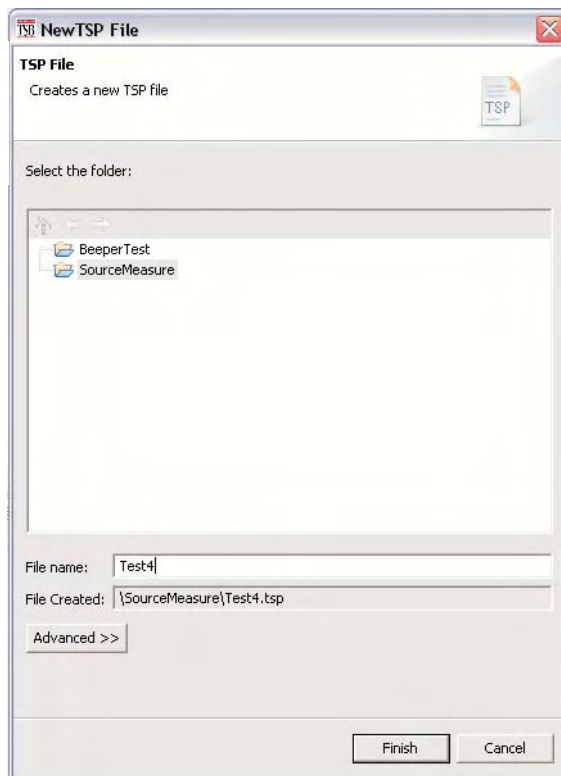 TSB NewTSP File
TSP File
Creates a new TSP file
TSP
Select the folder:
BeeperTest
SourceMeasure
File name: Test4
File Created: \SourceMeasure\Test4.tsp
Advanced >>
Finish Cancel